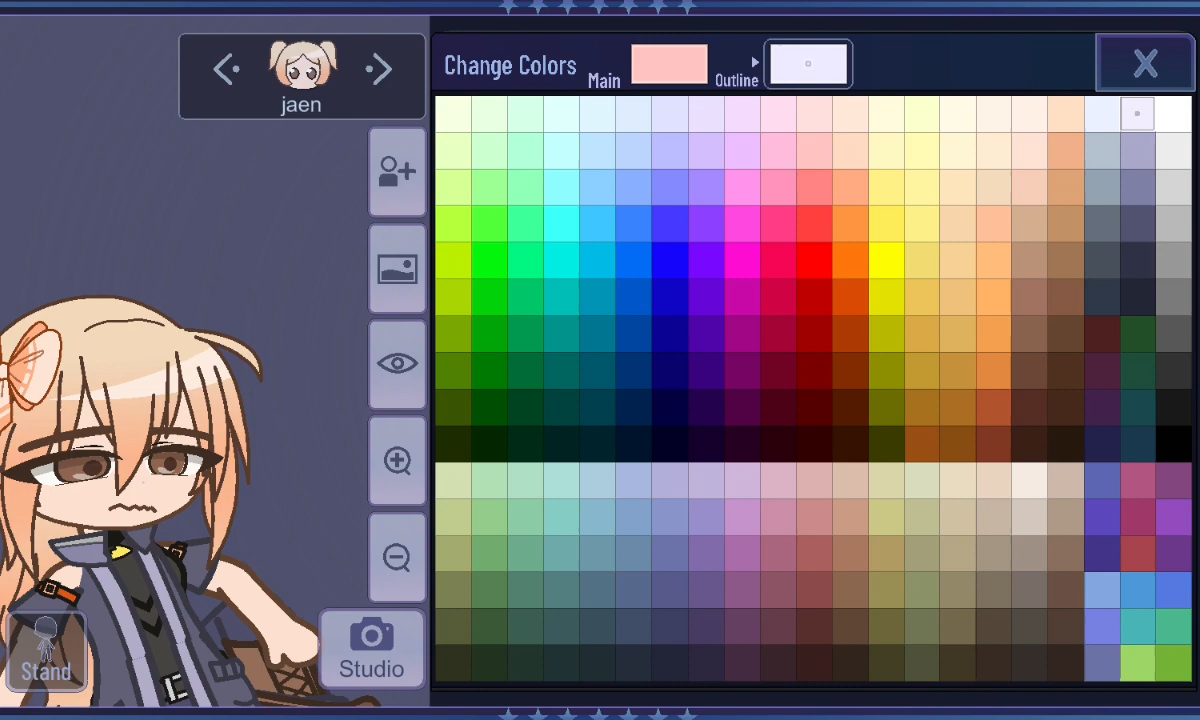 jaen
Change Colors
Main
Outline
X
Studio
Stand